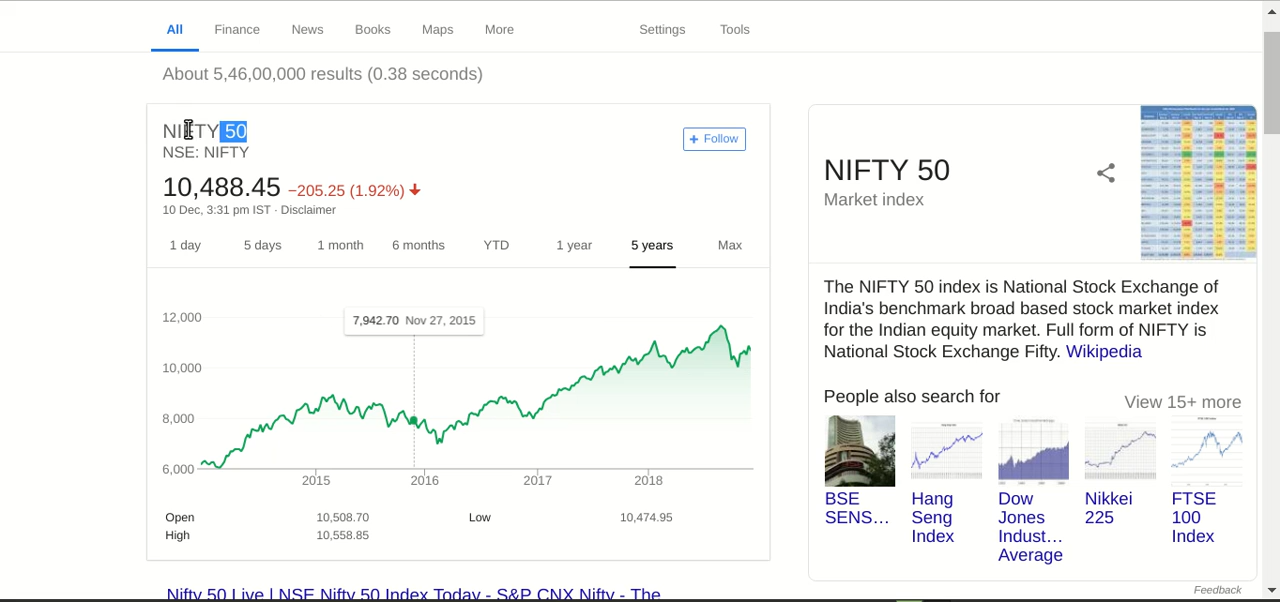 All Finance News Books Maps More Settings Tools
About 5,46,00,000 results (0.38 seconds)
NIFTY 50
NSE: NIFTY
+ Follow
10,488.45 −205.25 (1.92%)
10 Dec, 3:31 pm IST · Disclaimer
1 day 5 days 1 month 6 months YTD 1 year 5 years Max
7,942.70 Nov 27, 2015
12,000
10,000
8,000
6,000
2015 2016 2017 2018
Open 10,508.70 Low 10,474.95
High 10,558.85
Nifty 50 Live | NSE Nifty 50 Index Today - S&P CNX Nifty - The
NIFTY 50
Market index
The NIFTY 50 index is National Stock Exchange of
India's benchmark broad based stock market index
for the Indian equity market. Full form of NIFTY is
National Stock Exchange Fifty. Wikipedia
People also search for
View 15+ more
BSE
SENS...
Hang
Seng
Index
Dow
Jones
Indust...
Average
Nikkei
225
FTSE
100
Index
Feedback